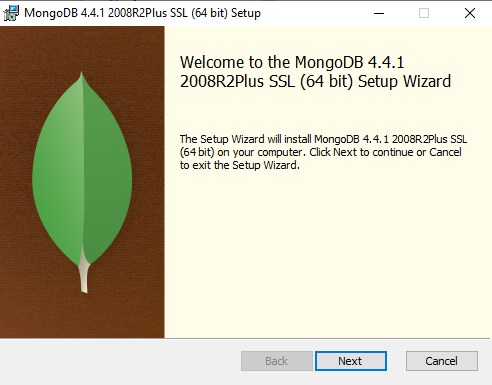 MongoDB 4.4.1 2008R2Plus SSL (64 bit) Setup
Welcome to the MongoDB 4.4.1
2008R2Plus SSL (64 bit) Setup Wizard
The Setup Wizard will install MongoDB 4.4.1 2008R2Plus SSL
(64 bit) on your computer. Click Next to continue or Cancel
to exit the Setup Wizard.
Back Next Cancel